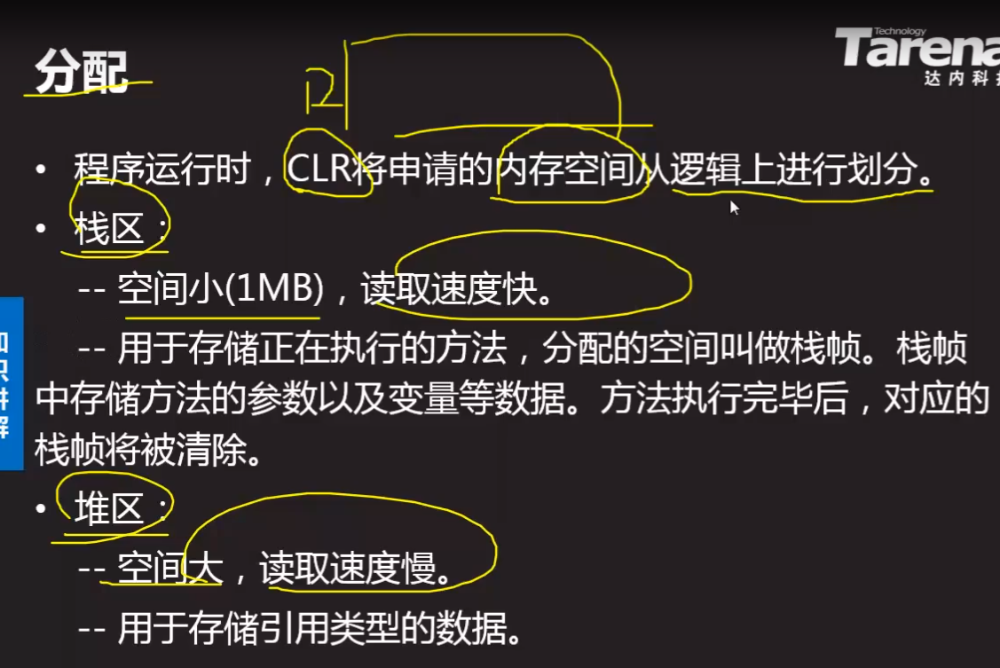 Technology
Tarena
达内科技
分配
• 程序运行时，CLR将申请的内存空间从逻辑上进行划分。
• 栈区：
-- 空间小(1MB)，读取速度快。
-- 用于存储正在执行的方法，分配的空间叫做栈帧。栈帧
中存储方法的参数以及变量等数据。方法执行完毕后，对应的
栈帧将被清除。
• 堆区：
-- 空间大，读取速度慢。
-- 用于存储引用类型的数据。
知识讲解